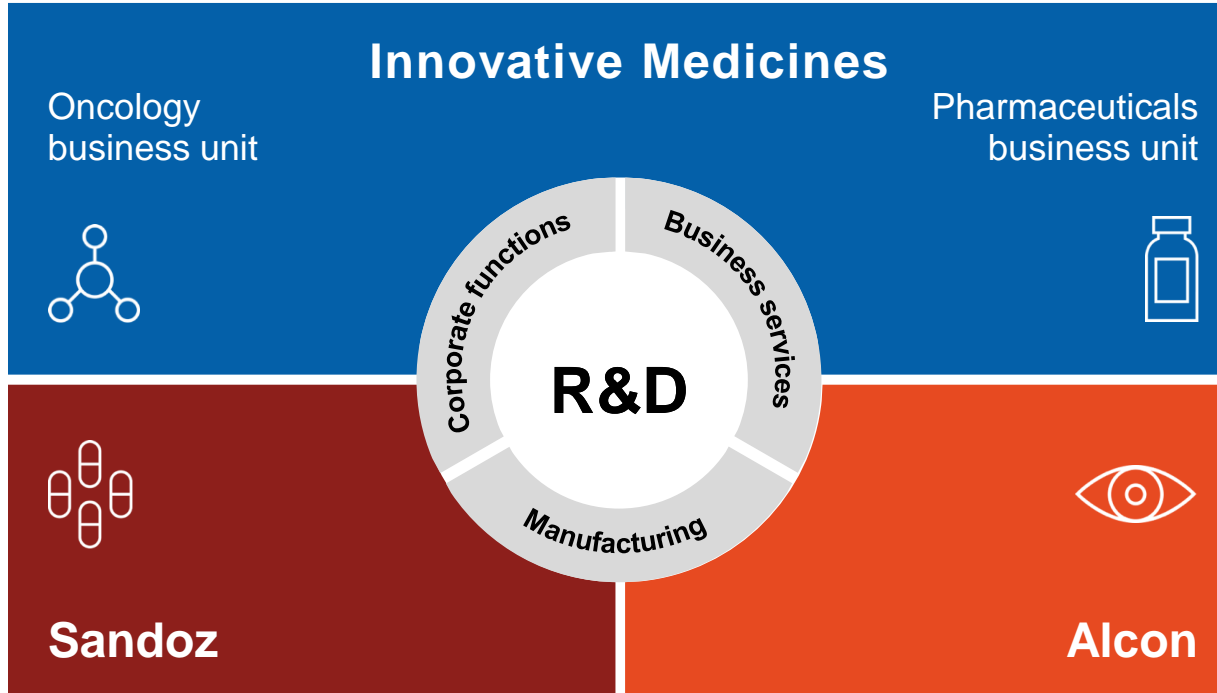 Innovative Medicines
Oncology
business unit
Pharmaceuticals
business unit
Corporate functions
Business services
R&D
Manufacturing
Sandoz
Alcon